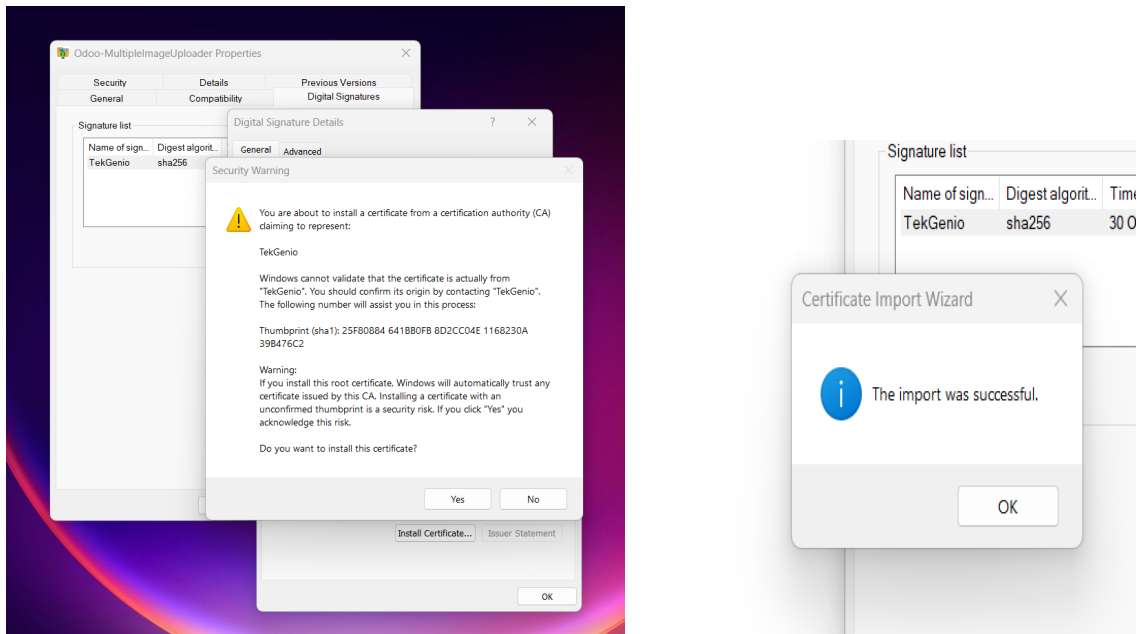 Odoo-MultipleImageUploader Properties
Security Details Previous Versions
General Compatibility Digital Signatures
Signature list
Name of sign... Digest algorit...
TekGenio sha256
Digital Signature Details ?
General Advanced
Security Warning
You are about to install a certificate from a certification authority (CA)
claiming to represent:
TekGenio
Windows cannot validate that the certificate is actually from
"TekGenio". You should confirm its origin by contacting "TekGenio".
The following number will assist you in this process:
Thumbprint (sha1): 25F80884 641BB0FB 8D2CC04E 1168230A
39B476C2
Warning:
If you install this root certificate, Windows will automatically trust any
certificate issued by this CA. Installing a certificate with an
unconfirmed thumbprint is a security risk. If you click "Yes" you
acknowledge this risk.
Do you want to install this certificate?
Yes No
Install Certificate... Issuer Statement
OK
Signature list
Name of sign... Digest algorit... Time
TekGenio sha256 30 O
Certificate Import Wizard
The import was successful.
OK